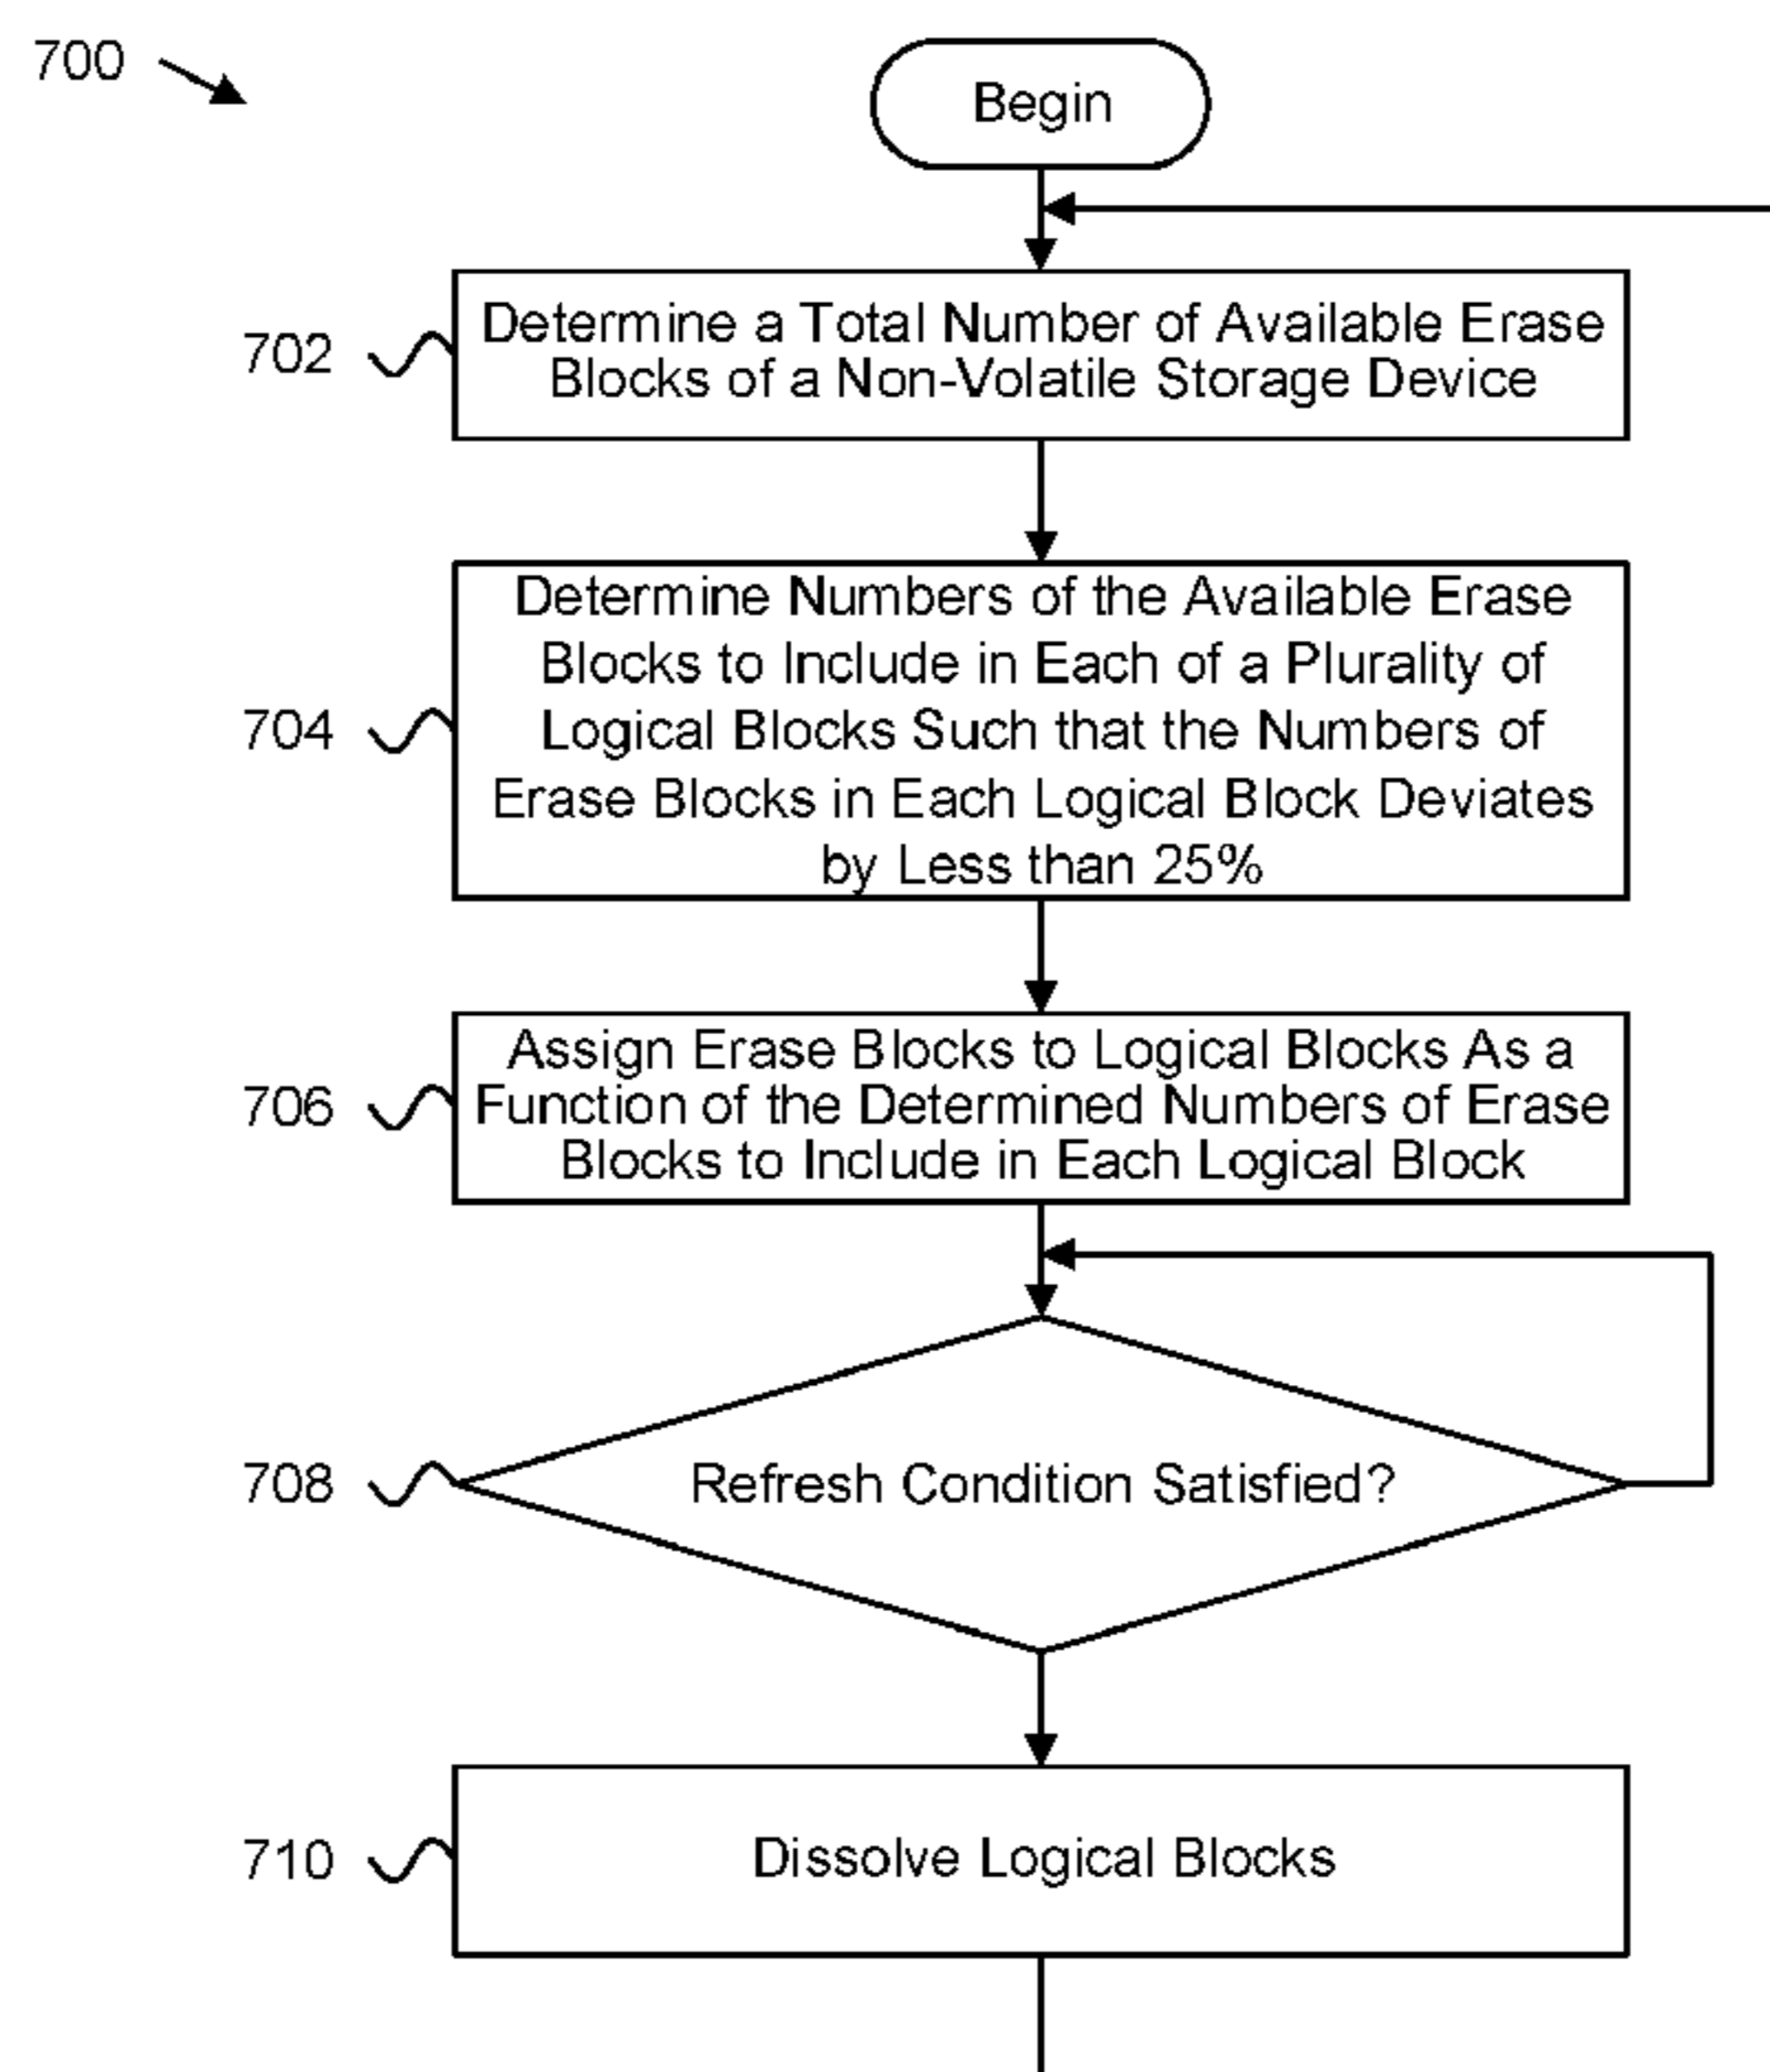 700
Begin
702
Determine a Total Number of Available Erase
Blocks of a Non-Volatile Storage Device
704
Determine Numbers of the Available Erase
Blocks to Include in Each of a Plurality of
Logical Blocks Such that the Numbers of
Erase Blocks in Each Logical Block Deviates
by Less than 25%
706
Assign Erase Blocks to Logical Blocks As a
Function of the Determined Numbers of Erase
Blocks to Include in Each Logical Block
708
Refresh Condition Satisfied?
710
Dissolve Logical Blocks